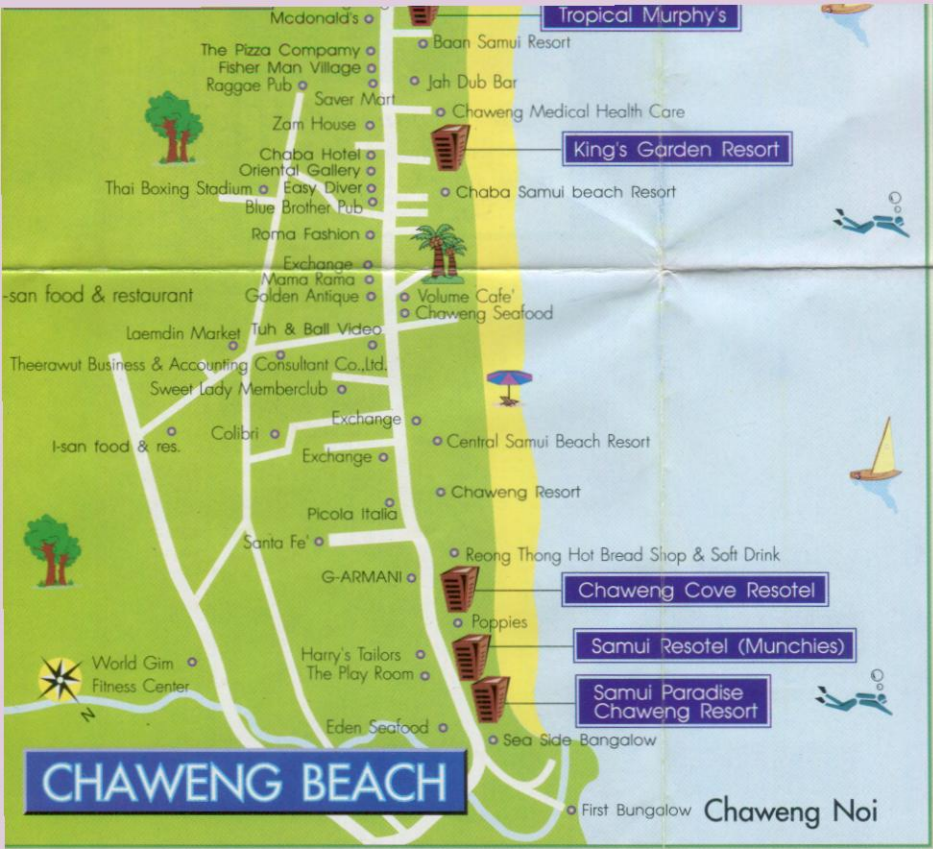 Mcdonald's
Tropical Murphy's
Baan Samui Resort
The Pizza Compamy
Fisher Man Village
Raggae Pub
Jah Dub Bar
Saver Mart
Chaweng Medical Health Care
Zam House
King's Garden Resort
Chaba Hotel
Oriental Gallery
Thai Boxing Stadium
Easy Diver
Chaba Samui beach Resort
Blue Brother Pub
Roma Fashion
Exchange
Mama Rama
-san food & restaurant
Golden Antique
Volume Cafe'
Chaweng Seafood
Laemdin Market
Tuh & Ball Video
Theerawut Business & Accounting Consultant Co.,Ltd.
Sweet Lady Memberclub
Exchange
Colibri
I-san food & res.
Central Samui Beach Resort
Exchange
Chaweng Resort
Picola Italia
Santa Fe'
Reong Thong Hot Bread Shop & Soft Drink
G-ARMANI
Chaweng Cove Resotel
Poppies
Samui Resotel (Munchies)
Harry's Tailors
The Play Room
World Gim
Fitness Center
N
Samui Paradise
Chaweng Resort
Eden Seafood
Sea Side Bangalow
CHAWENG BEACH
First Bungalow
Chaweng Noi